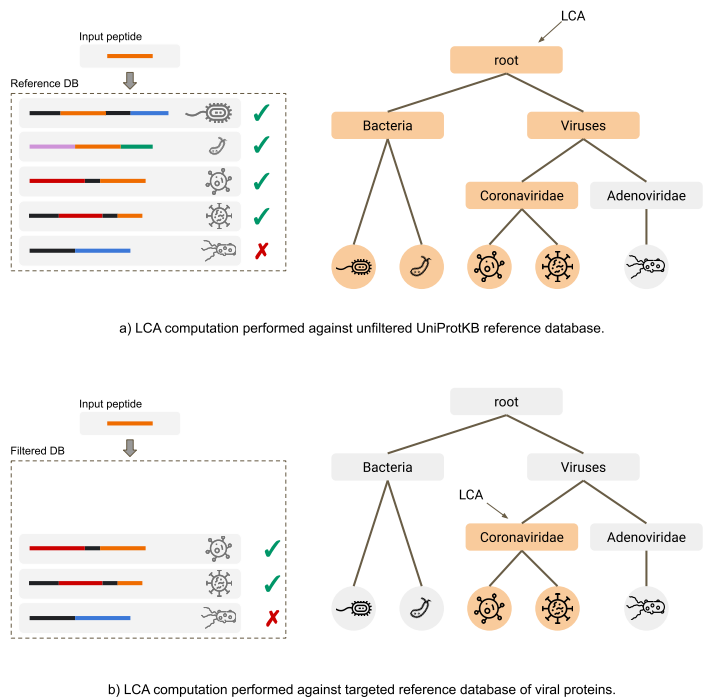 LCA
Input peptide
root
Reference DB
Bacteria
Viruses
Coronaviridae
Adenoviridae
a) LCA computation performed against unfiltered UniProtKB reference database.
Input peptide
root
Filtered DB
Bacteria
Viruses
LCA
Coronaviridae
Adenoviridae
b) LCA computation performed against targeted reference database of viral proteins.